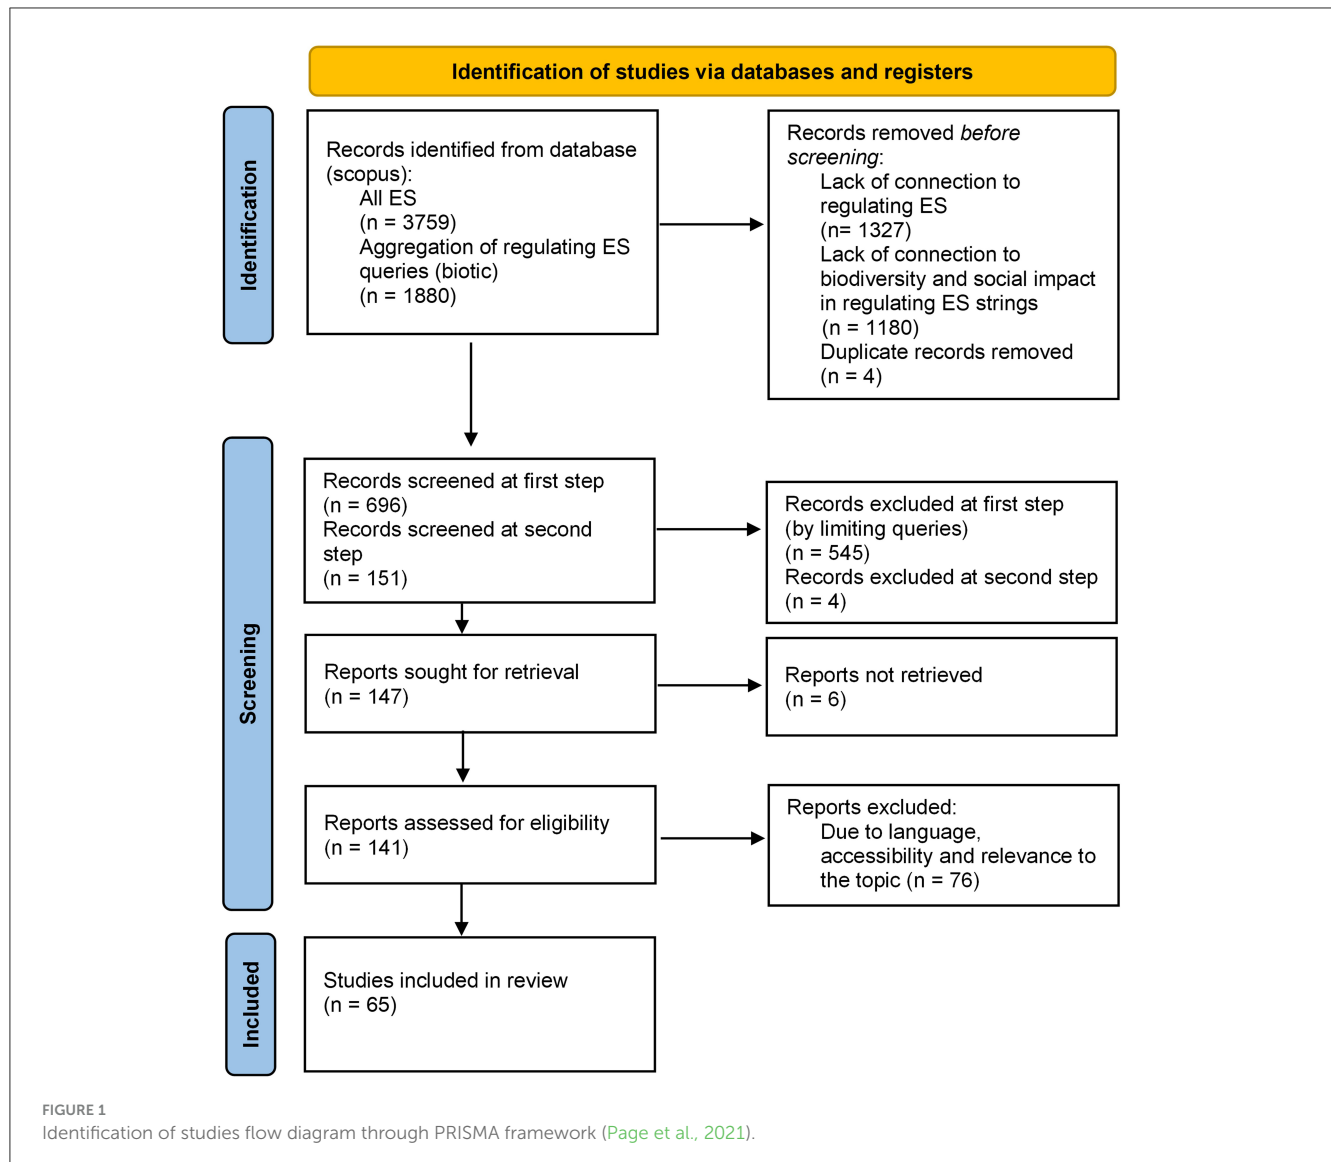 Identification of studies via databases and registers
Identification
Records identified from database
(scopus):
All ES
(n = 3759)
Aggregation of regulating ES
queries (biotic)
(n = 1880)
Records removed before
screening:
Lack of connection to
regulating ES
(n= 1327)
Lack of connection to
biodiversity and social impact
in regulating ES strings
(n = 1180)
Duplicate records removed
(n = 4)
Screening
Records screened at first step
(n = 696)
Records screened at second
step
(n = 151)
Records excluded at first step
(by limiting queries)
(n = 545)
Records excluded at second step
(n = 4)
Reports sought for retrieval
(n = 147)
Reports not retrieved
(n = 6)
Reports assessed for eligibility
(n = 141)
Reports excluded:
Due to language,
accessibility and relevance to
the topic (n = 76)
Included
Studies included in review
(n = 65)
FIGURE 1
Identification of studies flow diagram through PRISMA framework (Page et al., 2021).